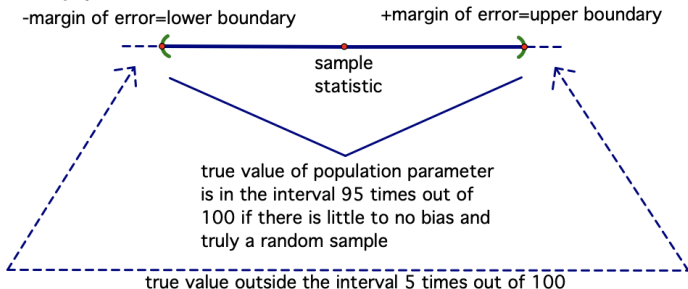 -margin of error=lower boundary
+margin of error=upper boundary
sample
statistic
true value of population parameter
is in the interval 95 times out of
100 if there is little to no bias and
truly a random sample
true value outside the interval 5 times out of 100